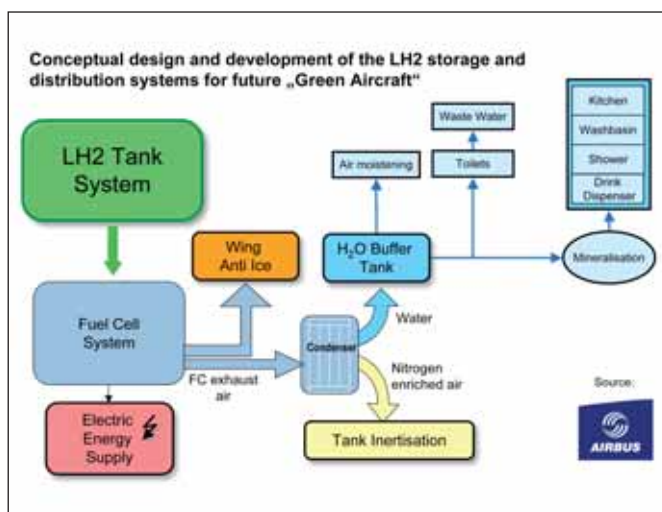 Conceptual design and development of the LH2 storage and
distribution systems for future „Green Aircraft“
LH2 Tank
System
Wing
Anti Ice
Fuel Cell
System
FC exhaust
air
Electric
Energy
Supply
Condenser
H₂O Buffer
Tank
Water
Nitrogen
enriched air
Tank Inertisation
Air moistening
Waste Water
Toilets
Kitchen
Washbasin
Shower
Drink
Dispenser
Mineralisation
Source:
AIRBUS